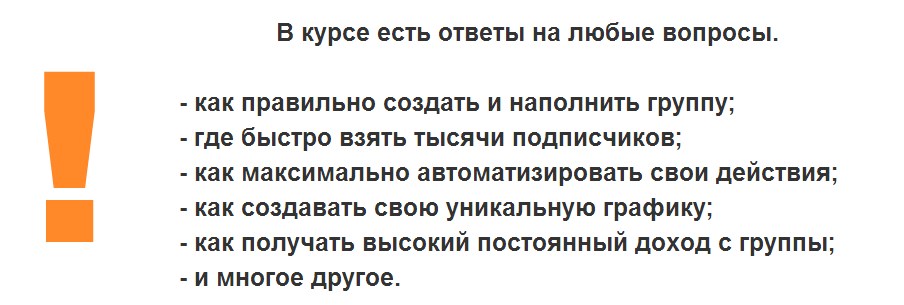 В курсе есть ответы на любые вопросы.
- как правильно создать и наполнить группу;
- где быстро взять тысячи подписчиков;
- как максимально автоматизировать свои действия;
- как создавать свою уникальную графику;
- как получать высокий постоянный доход с группы;
- и многое другое.